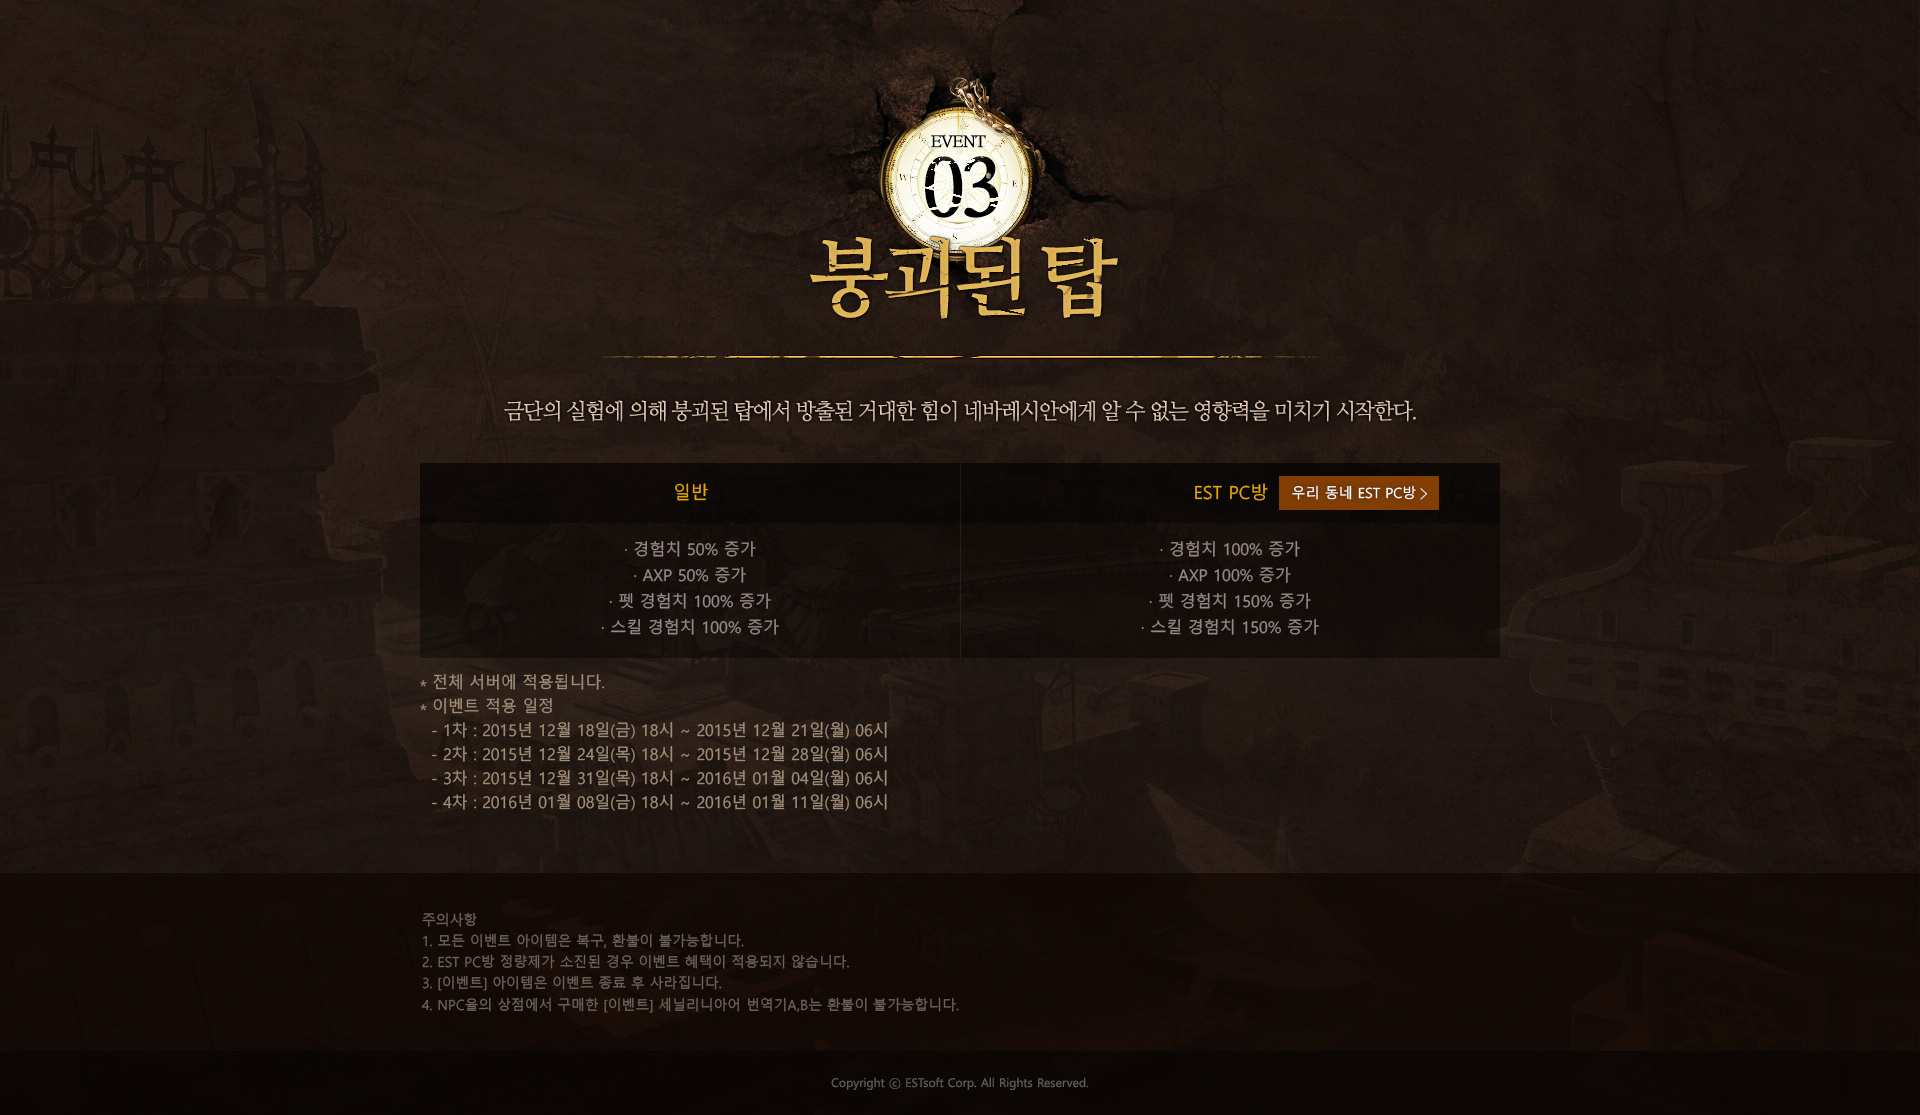 EVENT
03
W
E
S
붕괴된 탑
금단의 실험에 의해 붕괴된 탑에서 방출된 거대한 힘이 네바레시안에게 알 수 없는 영향력을 미치기 시작한다.
일반
EST PC방 우리 동네 EST PC방 >
· 경험치 50% 증가
· AXP 50% 증가
· 펫 경험치 100% 증가
· 스킬 경험치 100% 증가
· 경험치 100% 증가
· AXP 100% 증가
· 펫 경험치 150% 증가
· 스킬 경험치 150% 증가
* 전체 서버에 적용됩니다.
* 이벤트 적용 일정
- 1차 : 2015년 12월 18일(금) 18시 ~ 2015년 12월 21일(월) 06시
- 2차 : 2015년 12월 24일(목) 18시 ~ 2015년 12월 28일(월) 06시
- 3차 : 2015년 12월 31일(목) 18시 ~ 2016년 01월 04일(월) 06시
- 4차 : 2016년 01월 08일(금) 18시 ~ 2016년 01월 11일(월) 06시
주의사항
1. 모든 이벤트 아이템은 복구, 환불이 불가능합니다.
2. EST PC방 정량제가 소진된 경우 이벤트 혜택이 적용되지 않습니다.
3. [이벤트] 아이템은 이벤트 종료 후 사라집니다.
4. NPC율의 상점에서 구매한 [이벤트] 세닐리니아어 번역기A,B는 환불이 불가능합니다.
Copyright ⓒ ESTsoft Corp. All Rights Reserved.